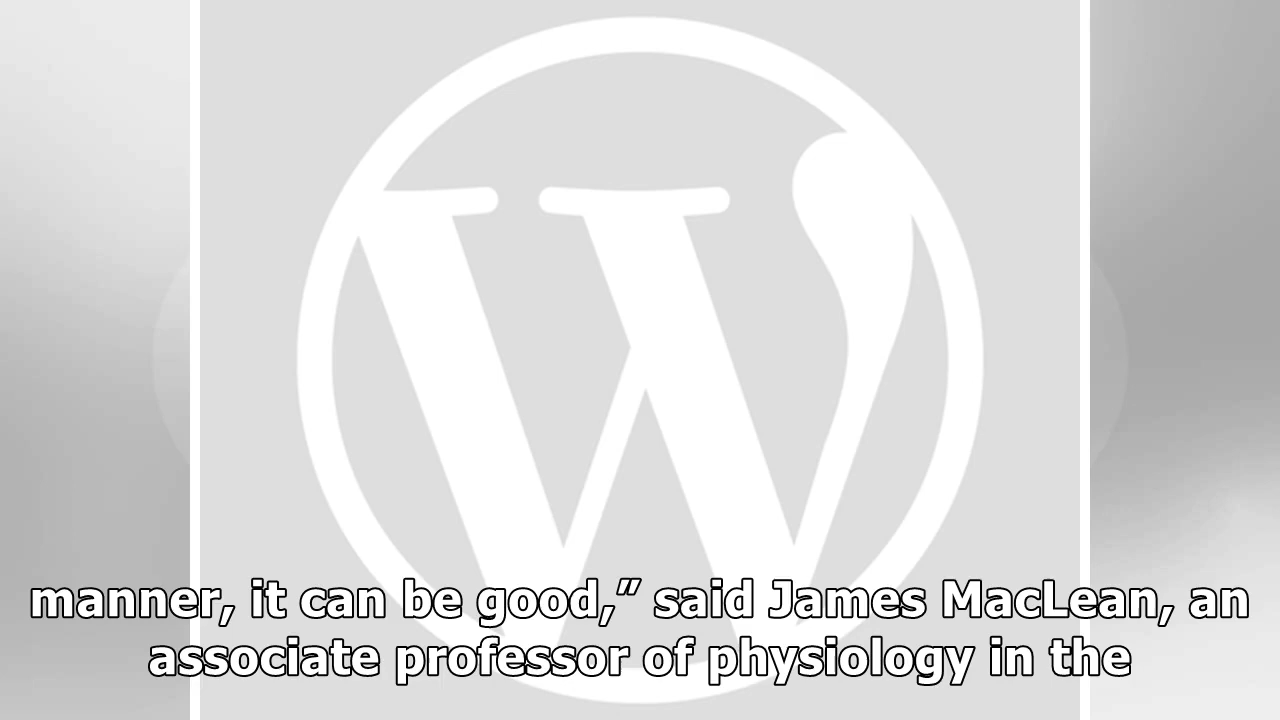 manner, it can be good,” said James MacLean, an
associate professor of physiology in the